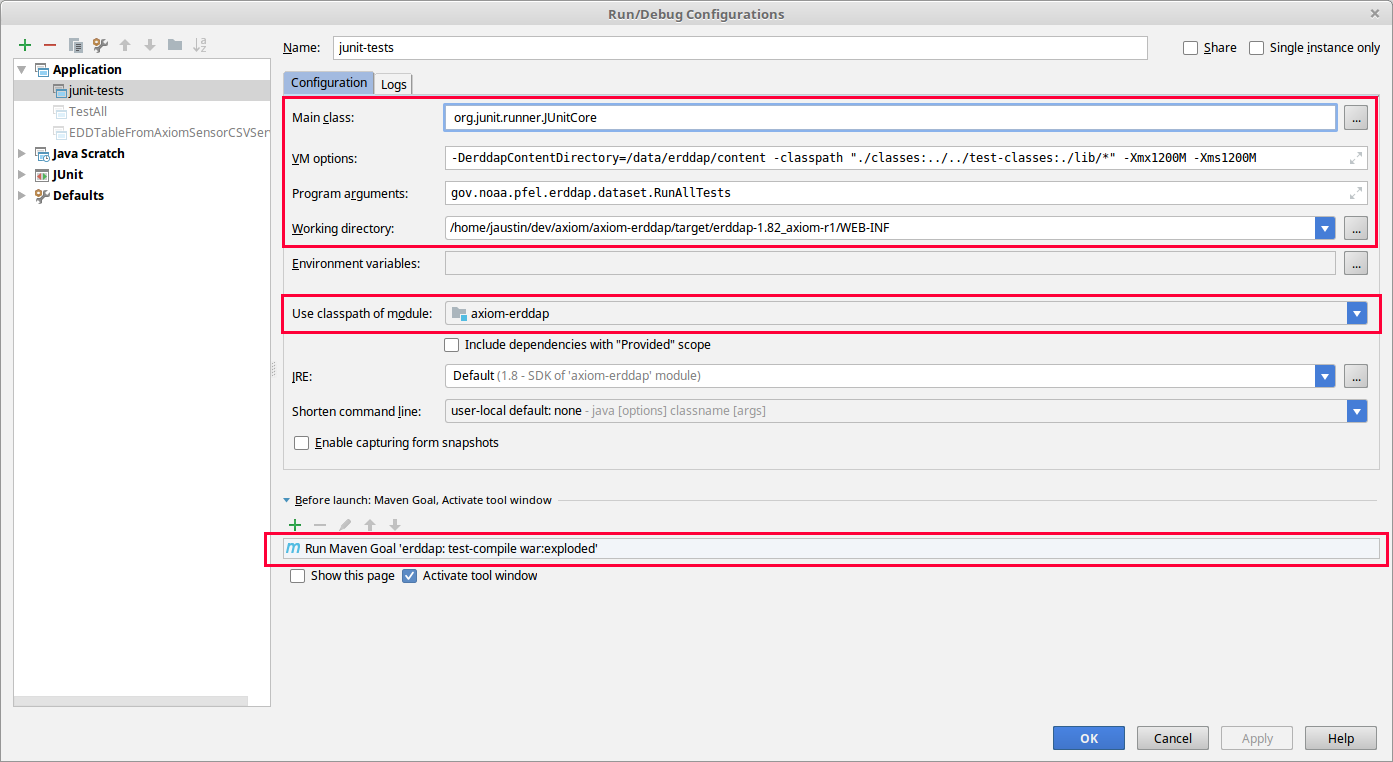 Run/Debug Configurations
Name: junit-tests Share Single instance only
Application
junit-tests
TestAll
EDDTableFromAxiomSensorCSVSer
Java Scratch
JUnit
Defaults
Configuration Logs
Main class: org.junit.runner.JUnitCore ...
VM options: -DerddapContentDirectory=/data/erddap/content -classpath "./classes:../../test-classes:./lib/*" -Xmx1200M -Xms1200M
Program arguments: gov.noaa.pfel.erddap.dataset.RunAllTests
Working directory: /home/jaustin/dev/axiom/axiom-erddap/target/erddap-1.82_axiom-r1/WEB-INF ...
Environment variables: ...
Use classpath of module: axiom-erddap
Include dependencies with "Provided" scope
JRE: Default (1.8 - SDK of 'axiom-erddap' module) ...
Shorten command line: user-local default: none - java [options] classname [args]
Enable capturing form snapshots
Before launch: Maven Goal, Activate tool window
m Run Maven Goal 'erddap: test-compile war:exploded'
Show this page Activate tool window
OK Cancel Apply Help